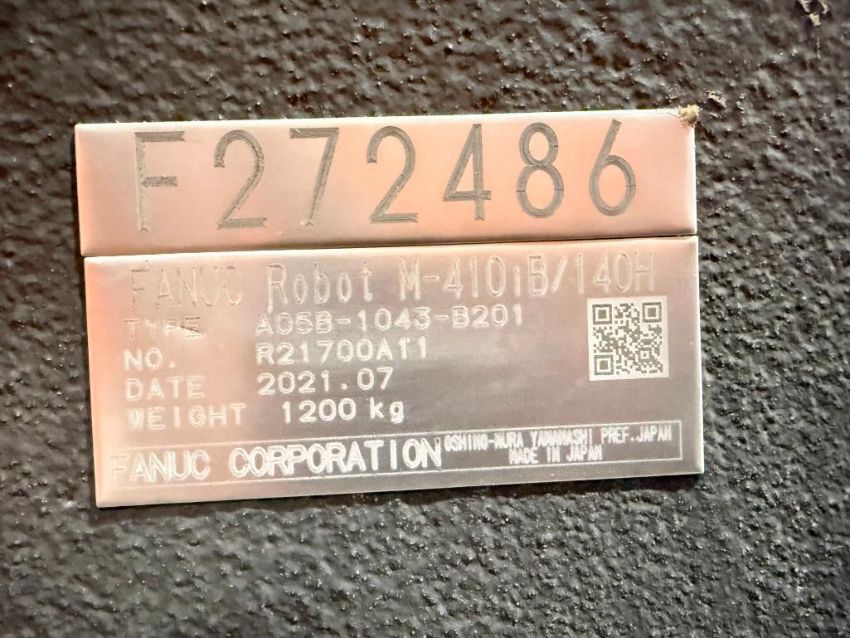 F272486
FANUC Robot M-410iB/140H
TYPE A05B-1043-B201
NO. R21700A11
DATE 2021.07
WEIGHT 1200 kg
FANUC CORPORATION OSHINO-MURA YAMANASHI PREF.,JAPAN
MADE IN JAPAN